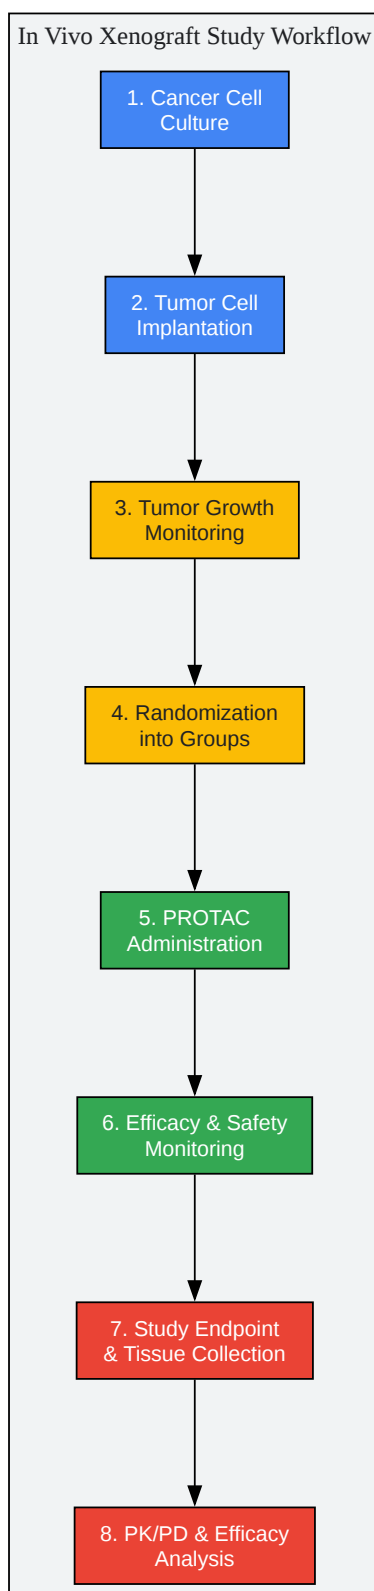 In Vivo Xenograft Study Workflow
1. Cancer Cell
Culture
2. Tumor Cell
Implantation
3. Tumor Growth
Monitoring
4. Randomization
into Groups
5. PROTAC
Administration
6. Efficacy & Safety
Monitoring
7. Study Endpoint
& Tissue Collection
8. PK/PD & Efficacy
Analysis